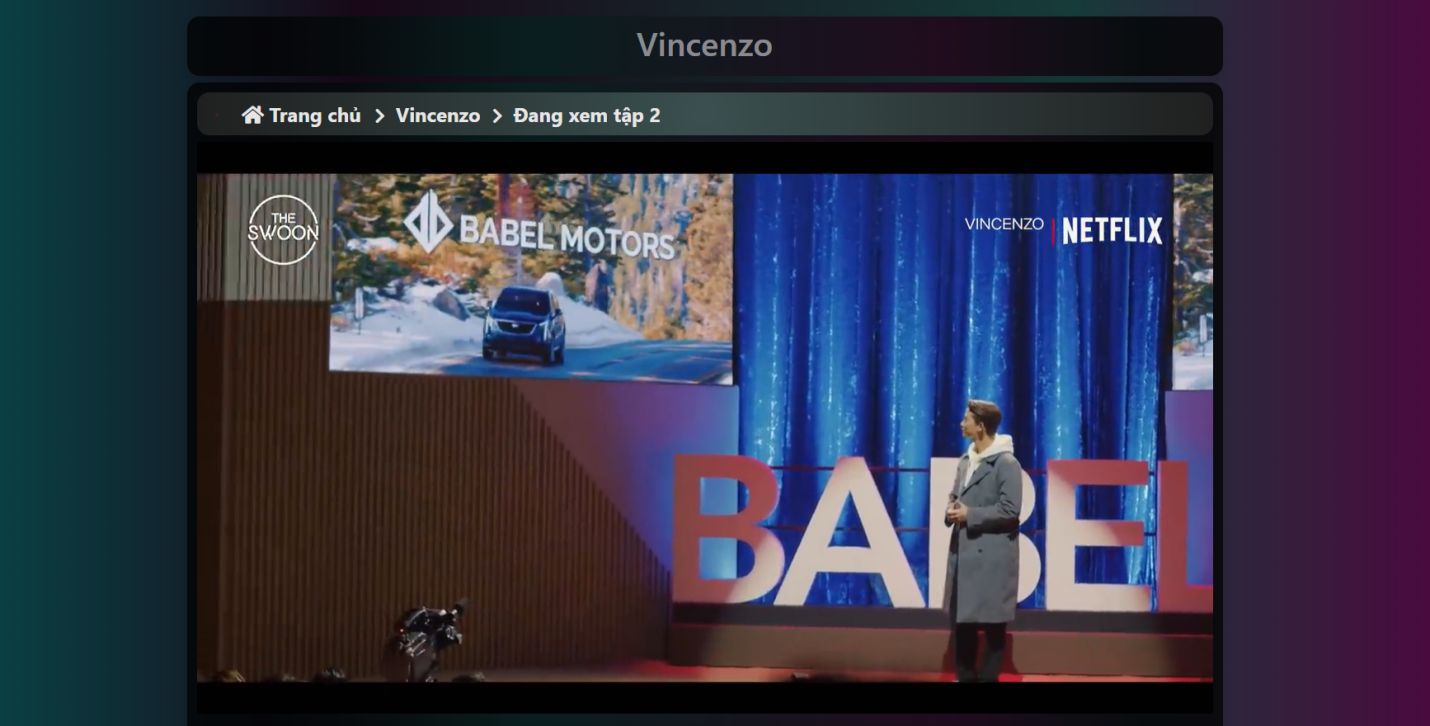 Vincenzo
Trang chủ > Vincenzo > Đang xem tập 2
THE
SWOON
BABEL MOTORS
VINCENZO | NETFLIX
BABEL